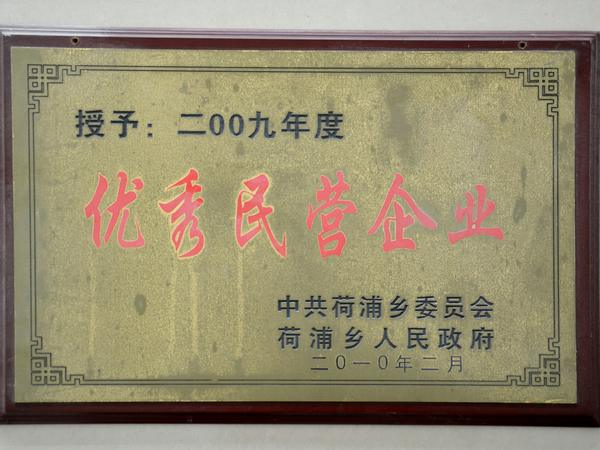 授予：二00九年度
优秀民营企业
中共荷浦乡委员会
荷浦乡人民政府
二0一0年二月